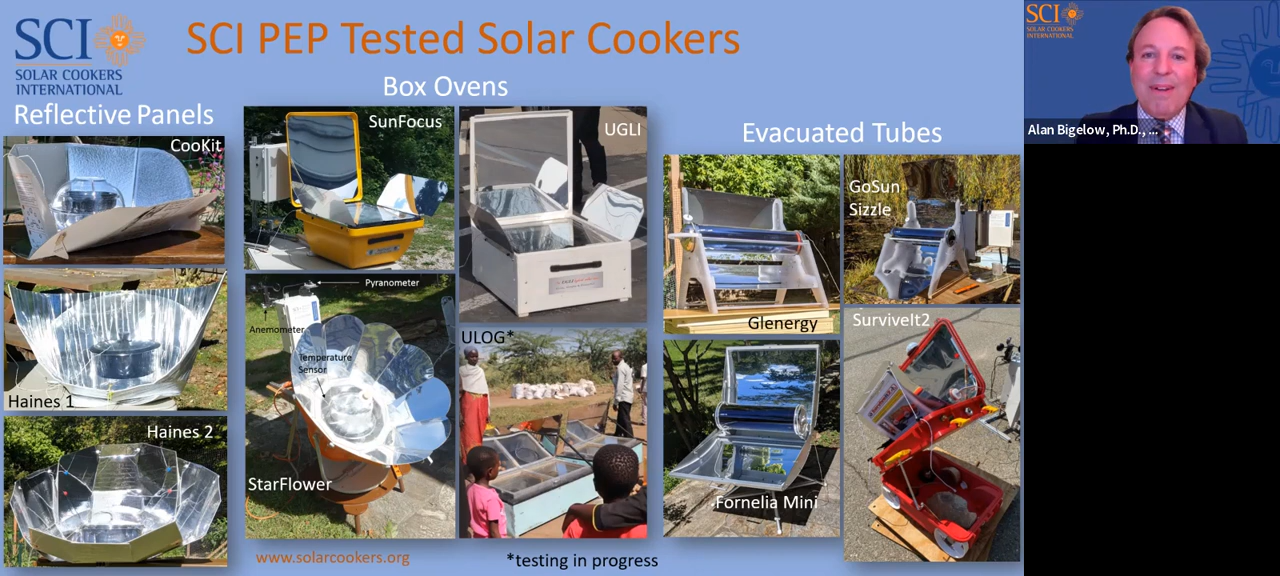 SCI
SOLAR COOKERS
INTERNATIONAL
SCI PEP Tested Solar Cookers
Reflective Panels
CooKit
Haines 1
Haines 2
Box Ovens
SunFocus
UGLI
Pyranometer
Anemometer
Temperature
Sensor
StarFlower
ULOG*
Evacuated Tubes
Glenergy
GoSun
Sizzle
Fornelia Mini
SurviveIt2
www.solarcookers.org
*testing in progress
SCI
SOLAR COOKERS
INTERNATIONAL
Alan Bigelow, Ph.D., ...